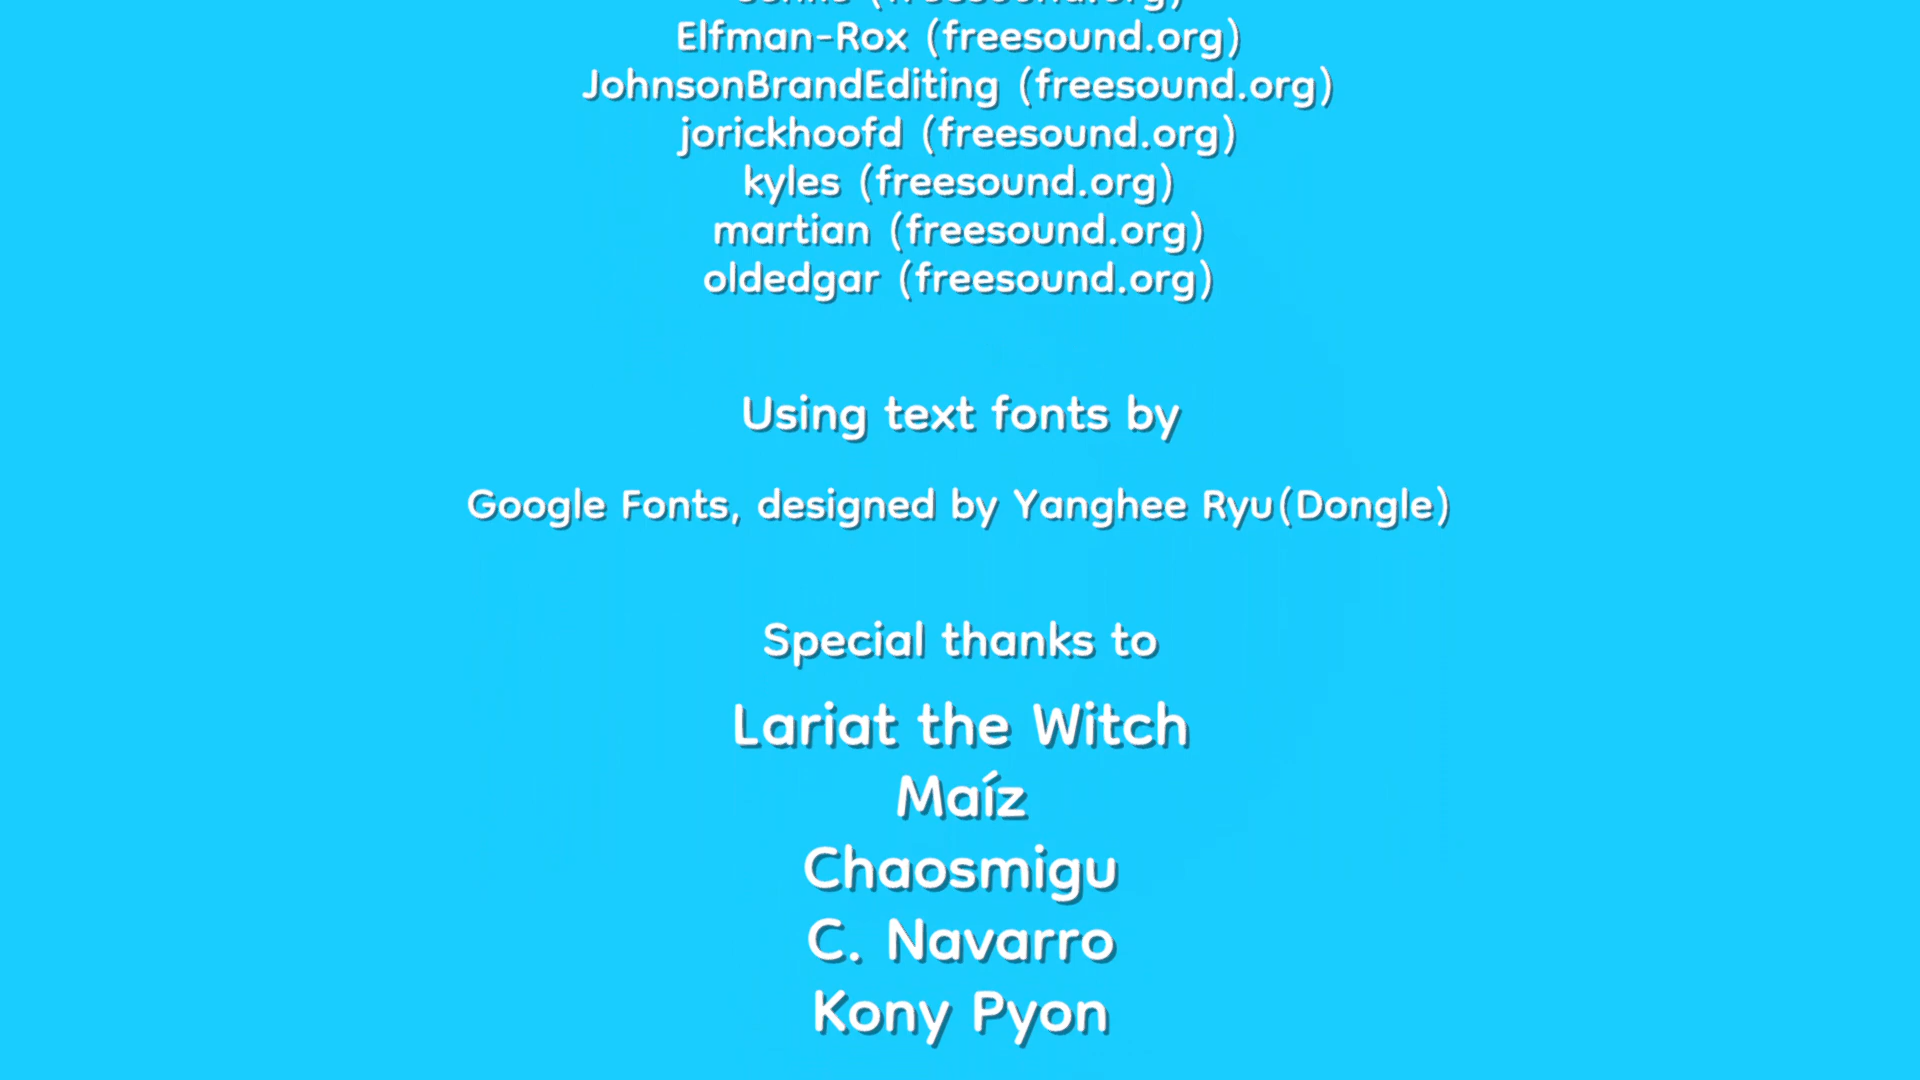 (freesound.org)
Elfman-Rox (freesound.org)
JohnsonBrandEditing (freesound.org)
jorickhoofd (freesound.org)
kyles (freesound.org)
martian (freesound.org)
oldedgar (freesound.org)
Using text fonts by
Google Fonts, designed by Yanghee Ryu(Dongle)
Special thanks to
Lariat the Witch
Maíz
Chaosmigu
C. Navarro
Kony Pyon